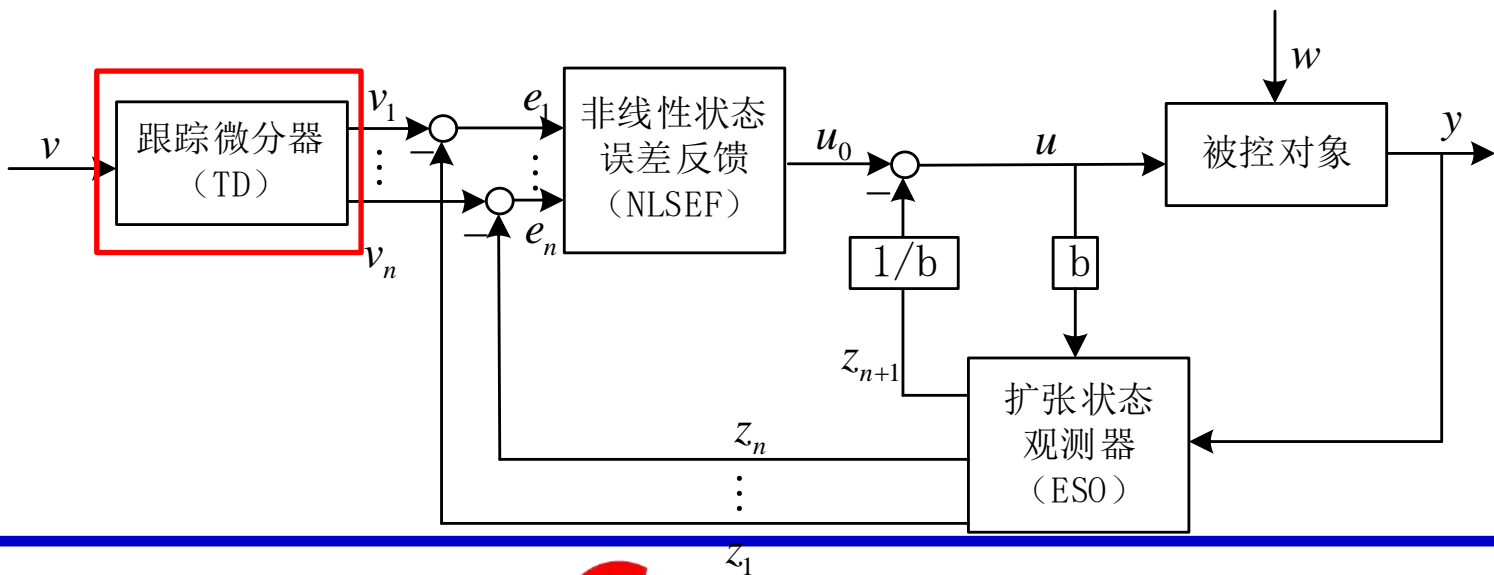 v
跟踪微分器
（TD）
v₁
⋮
vₙ
−
−
e₁
⋮
eₙ
非线性状态
误差反馈
（NLSEF）
u₀
−
u
w
被控对象
y
1/b
b
zₙ₊₁
扩张状态
观测器
（ESO）
zₙ
⋮
z₁